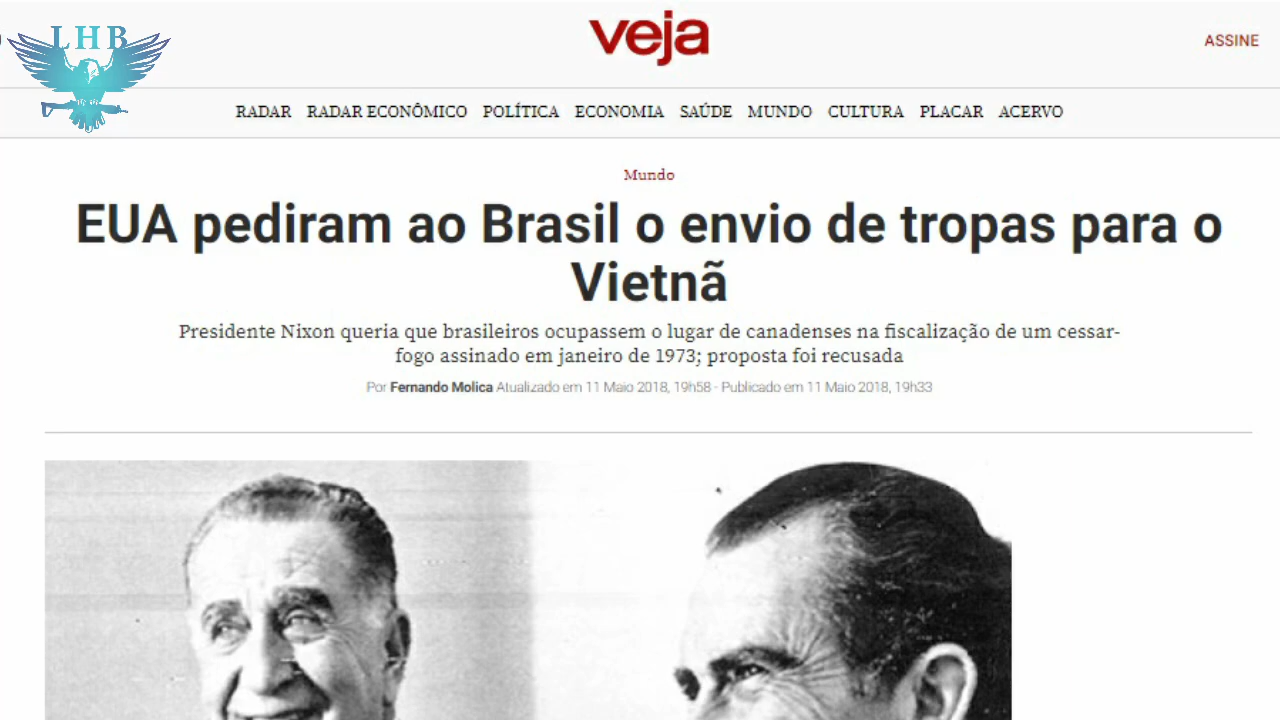 LHB
veja
ASSINE
RADAR RADAR ECONÔMICO POLÍTICA ECONOMIA SAÚDE MUNDO CULTURA PLACAR ACERVO
Mundo
EUA pediram ao Brasil o envio de tropas para o
Vietnã
Presidente Nixon queria que brasileiros ocupassem o lugar de canadenses na fiscalização de um cessar-
fogo assinado em janeiro de 1973; proposta foi recusada
Por Fernando Molica Atualizado em 11 Maio 2018, 19h58 - Publicado em 11 Maio 2018, 19h33